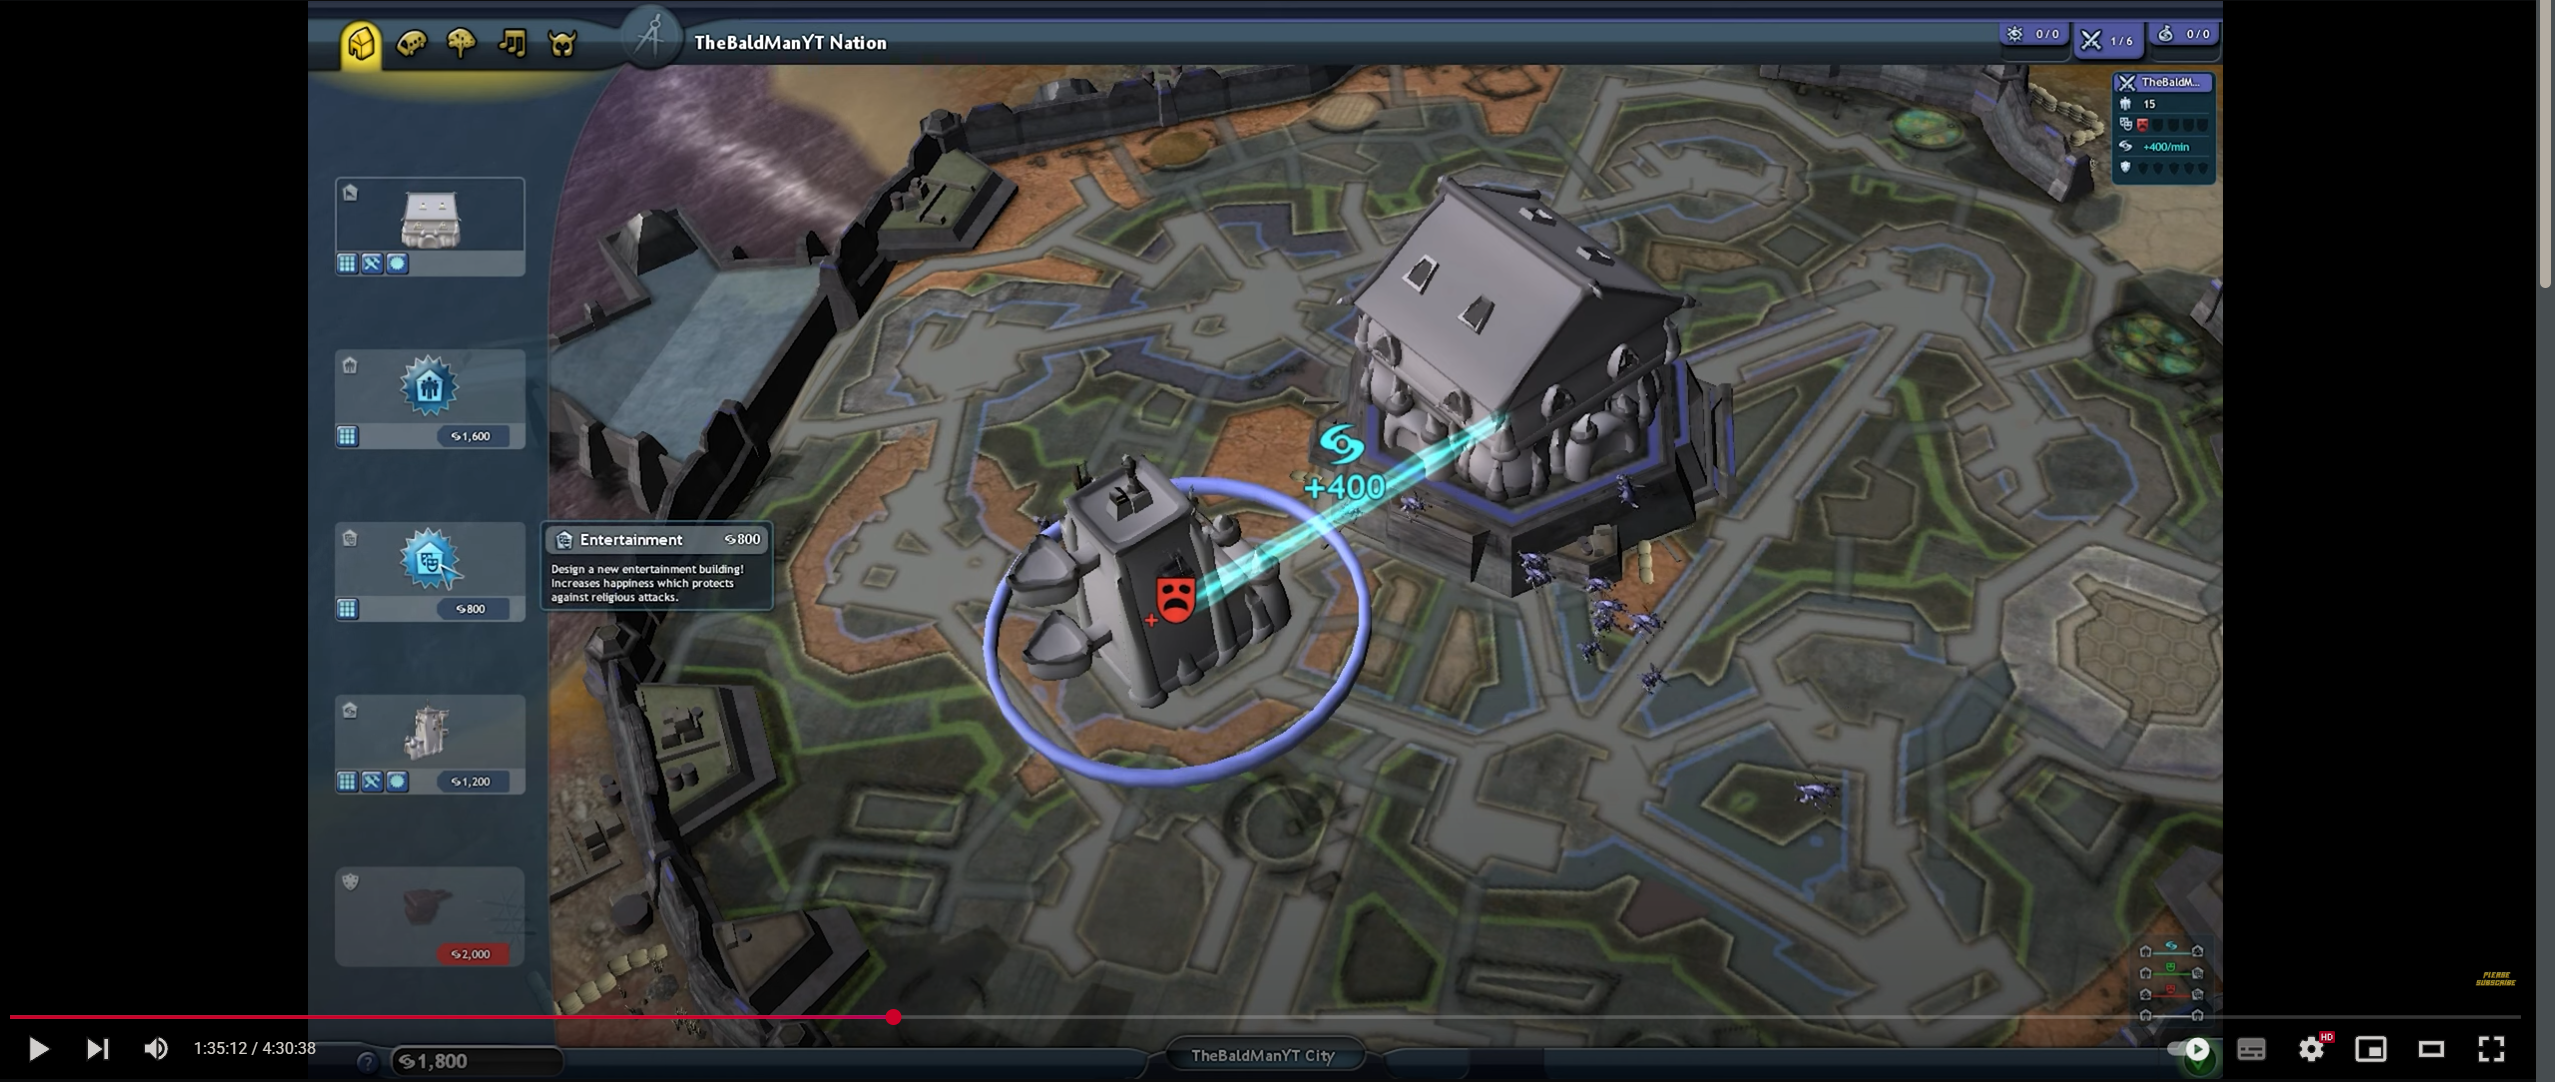 TheBaldManYT Nation
0/0
1/6
0/0
TheBaldM...
15
+400/min
1,600
Entertainment
800
Design a new entertainment building!
Increases happiness which protects
against religious attacks.
800
+400
1,200
2,000
PLEASE
SUBSCRIBE
1:35:12 / 4:30:38
HD
?
1,800
TheBaldManYT City